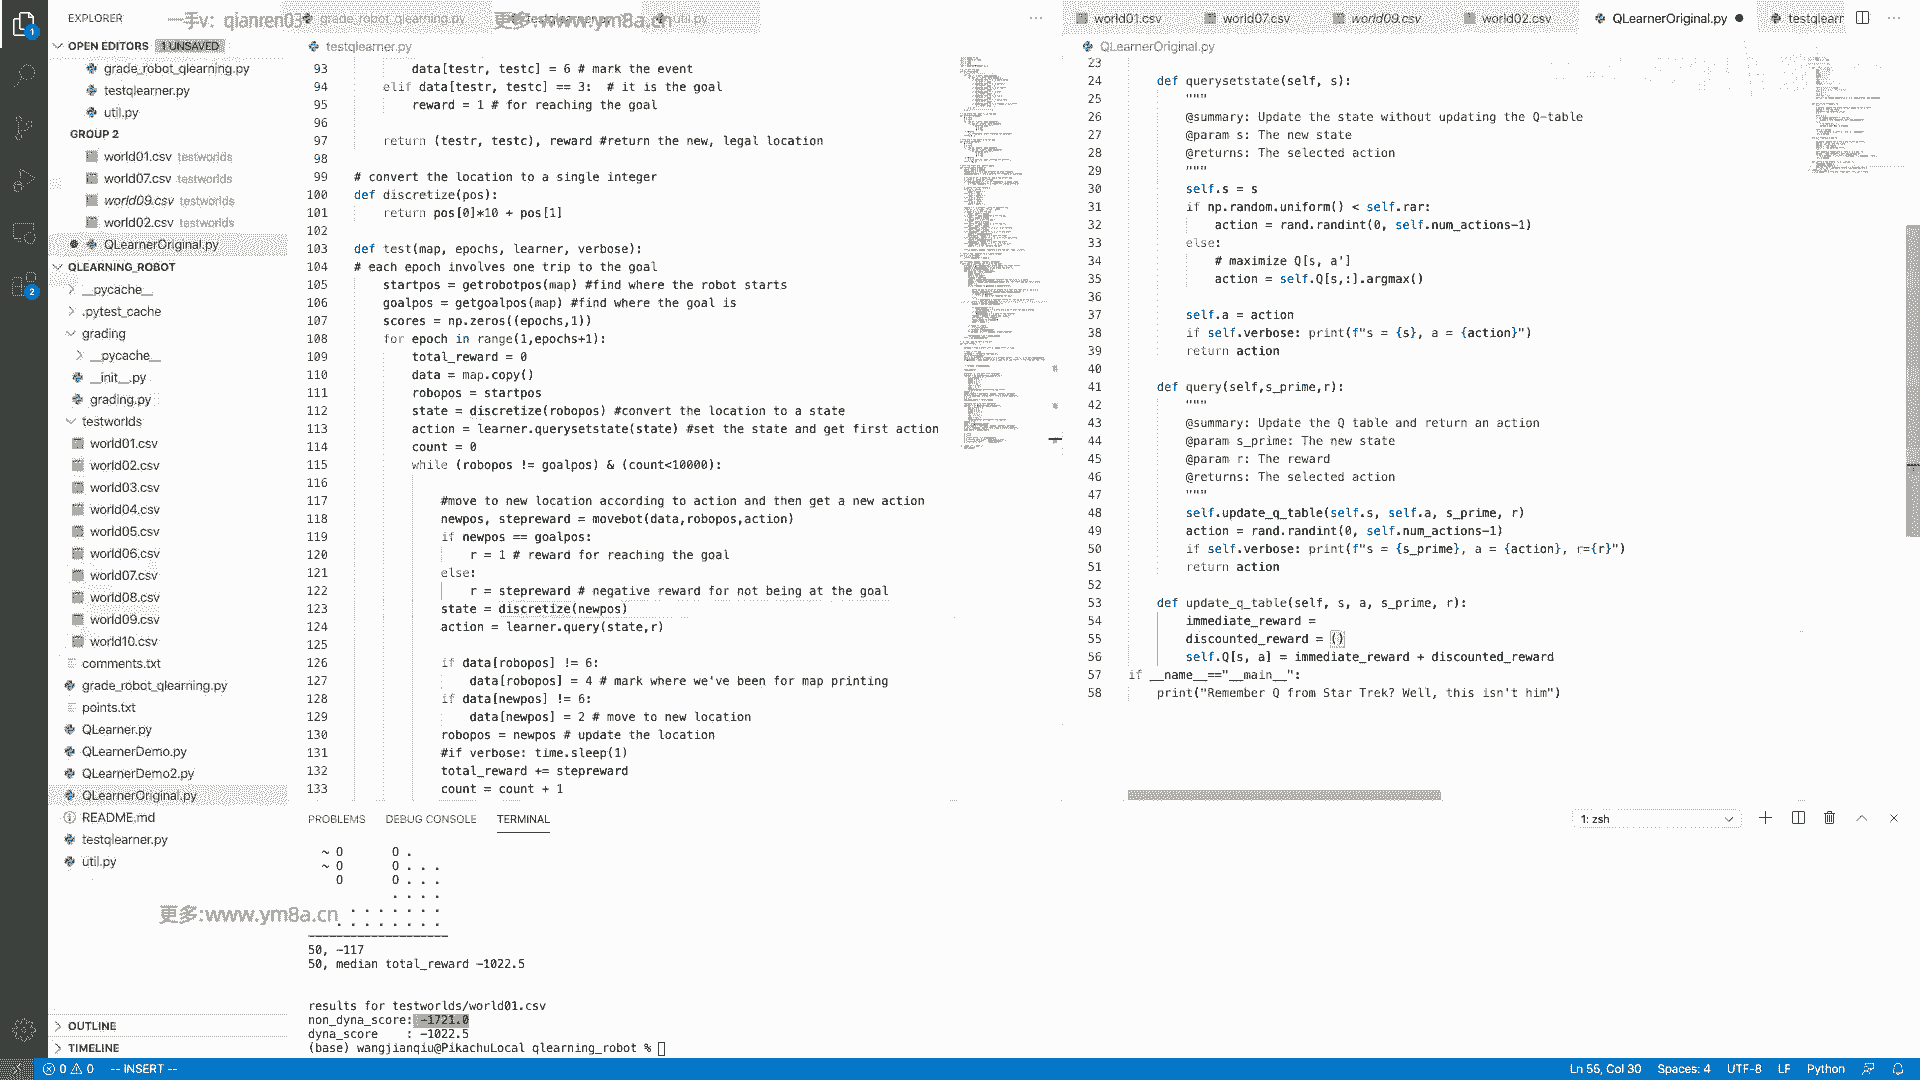 EXPLORER
一手v: qianren03
更多:www.ym8a.cn
grade_robot_qlearning.py
util.py
world01.csv
world07.csv
world09.csv
world02.csv
QLearnerOriginal.py
testqlearr
OPEN EDITORS 1 UNSAVED
grade_robot_qlearning.py
testqlearner.py
util.py
GROUP 2
world01.csv testworlds
world07.csv testworlds
world09.csv testworlds
world02.csv testworlds
QLearnerOriginal.py
QLEARNING_ROBOT
__pycache__
.pytest_cache
grading
__pycache__
__init__.py
grading.py
testworlds
world01.csv
world02.csv
world03.csv
world04.csv
world05.csv
world06.csv
world07.csv
world08.csv
world09.csv
world10.csv
comments.txt
grade_robot_qlearning.py
points.txt
QLearner.py
QLearnerDemo.py
QLearnerDemo2.py
QLearnerOriginal.py
README.md
testqlearner.py
util.py
更多:www.ym8a.cn
OUTLINE
TIMELINE
testqlearner.py
93 data[testr, testc] = 6 # mark the event
94 elif data[testr, testc] == 3: # it is the goal
95 reward = 1 # for reaching the goal
96
97 return (testr, testc), reward #return the new, legal location
98
99 # convert the location to a single integer
100 def discretize(pos):
101 return pos[0]*10 + pos[1]
102
103 def test(map, epochs, learner, verbose):
104 # each epoch involves one trip to the goal
105 startpos = getrobotpos(map) #find where the robot starts
106 goalpos = getgoalpos(map) #find where the goal is
107 scores = np.zeros((epochs,1))
108 for epoch in range(1,epochs+1):
109 total_reward = 0
110 data = map.copy()
111 robopos = startpos
112 state = discretize(robopos) #convert the location to a state
113 action = learner.querysetstate(state) #set the state and get first action
114 count = 0
115 while (robopos != goalpos) & (count<10000):
116
117 #move to new location according to action and then get a new action
118 newpos, stepreward = movebot(data,robopos,action)
119 if newpos == goalpos:
120 r = 1 # reward for reaching the goal
121 else:
122 r = stepreward # negative reward for not being at the goal
123 state = discretize(newpos)
124 action = learner.query(state,r)
125
126 if data[robopos] != 6:
127 data[robopos] = 4 # mark where we've been for map printing
128 if data[newpos] != 6:
129 data[newpos] = 2 # move to new location
130 robopos = newpos # update the location
131 #if verbose: time.sleep(1)
132 total_reward += stepreward
133 count = count + 1
QLearnerOriginal.py
23
24 def querysetstate(self, s):
25 """
26 @summary: Update the state without updating the Q-table
27 @param s: The new state
28 @returns: The selected action
29 """
30 self.s = s
31 if np.random.uniform() < self.rar:
32 action = rand.randint(0, self.num_actions-1)
33 else:
34 # maximize Q[s, a']
35 action = self.Q[s,:].argmax()
36
37 self.a = action
38 if self.verbose: print(f"s = {s}, a = {action}")
39 return action
40
41 def query(self,s_prime,r):
42 """
43 @summary: Update the Q table and return an action
44 @param s_prime: The new state
45 @param r: The reward
46 @returns: The selected action
47 """
48 self.update_q_table(self.s, self.a, s_prime, r)
49 action = rand.randint(0, self.num_actions-1)
50 if self.verbose: print(f"s = {s_prime}, a = {action}, r={r}")
51 return action
52
53 def update_q_table(self, s, a, s_prime, r):
54 immediate_reward =
55 discounted_reward = ()
56 self.Q[s, a] = immediate_reward + discounted_reward
57 if __name__=="__main__":
58 print("Remember Q from Star Trek? Well, this isn't him")
PROBLEMS DEBUG CONSOLE TERMINAL
1: zsh
~ O O .
~ O O . . .
O O . . .
. . . .
. . . . . . .
. . . . . . . .
--------------------
50, -117
50, median total_reward -1022.5
results for testworlds/world01.csv
non_dyna_score: -1721.0
dyna_score : -1022.5
(base) wangjianqiu@PikachuLocal qlearning_robot %
0 0 -- INSERT --
Ln 55, Col 30 Spaces: 4 UTF-8 LF Python